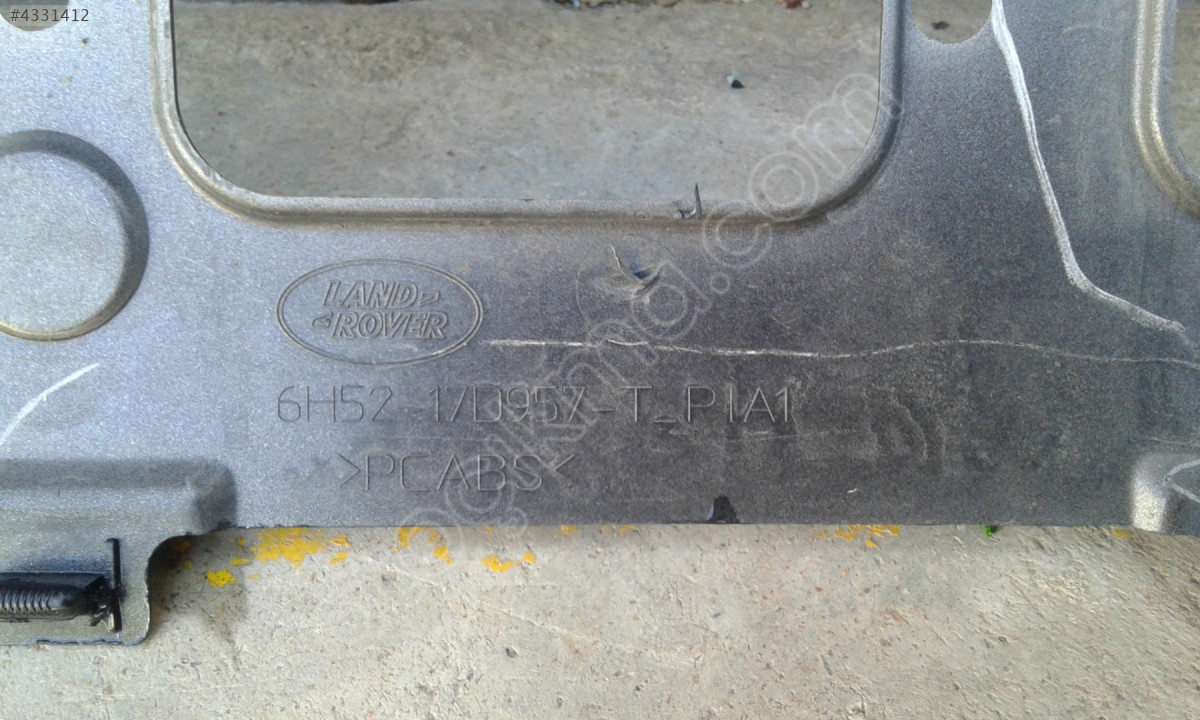 #4331412
LAND
ROVER
6H52-17D957-T_P1A1
>PCABS<